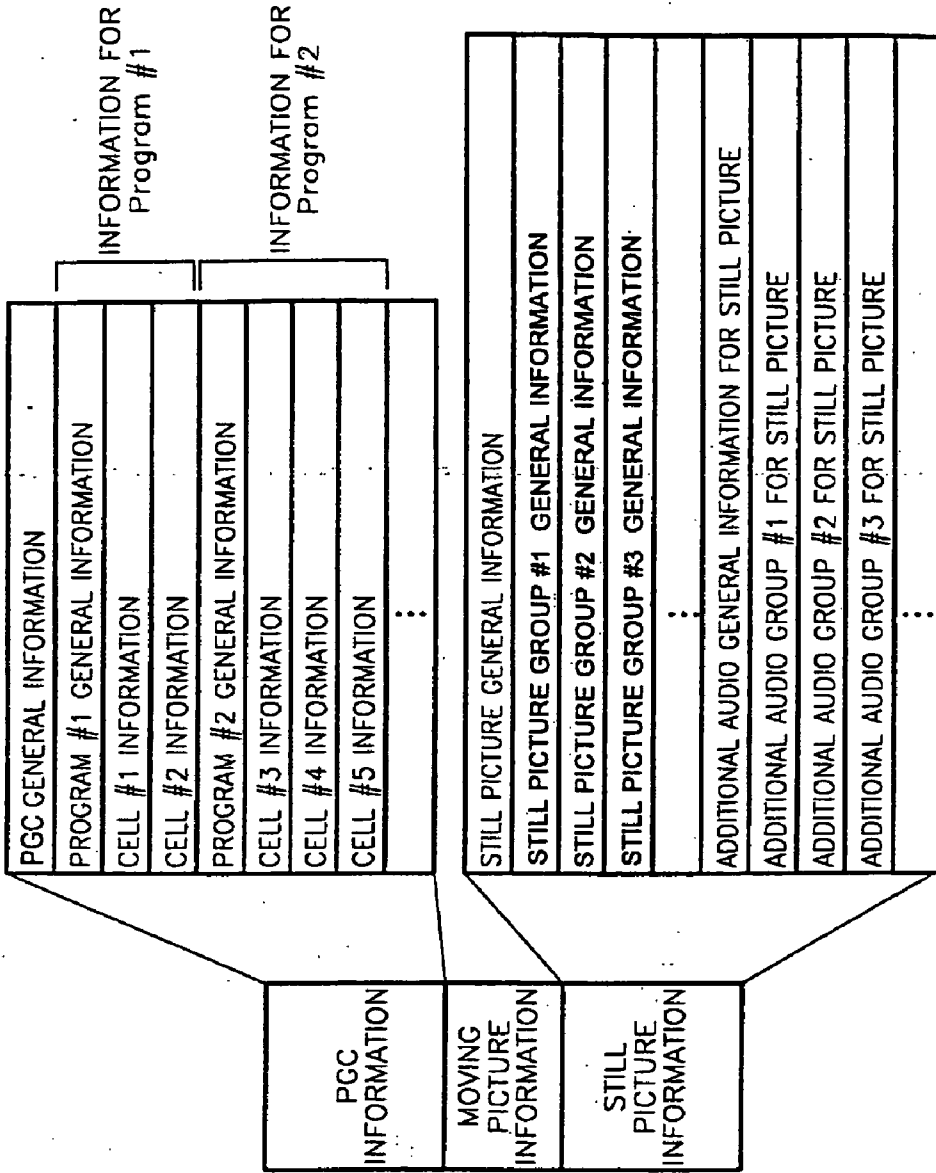 PGC
INFORMATION
MOVING
PICTURE
INFORMATION
STILL
PICTURE
INFORMATION
PGC GENERAL INFORMATION
PROGRAM #1 GENERAL INFORMATION
CELL #1 INFORMATION
CELL #2 INFORMATION
PROGRAM #2 GENERAL INFORMATION
CELL #3 INFORMATION
CELL #4 INFORMATION
CELL #5 INFORMATION
...
INFORMATION FOR
Program #1
INFORMATION FOR
Program #2
STILL PICTURE GENERAL INFORMATION
STILL PICTURE GROUP #1 GENERAL INFORMATION
STILL PICTURE GROUP #2 GENERAL INFORMATION
STILL PICTURE GROUP #3 GENERAL INFORMATION
...
ADDITIONAL AUDIO GENERAL INFORMATION FOR STILL PICTURE
ADDITIONAL AUDIO GROUP #1 FOR STILL PICTURE
ADDITIONAL AUDIO GROUP #2 FOR STILL PICTURE
ADDITIONAL AUDIO GROUP #3 FOR STILL PICTURE
...